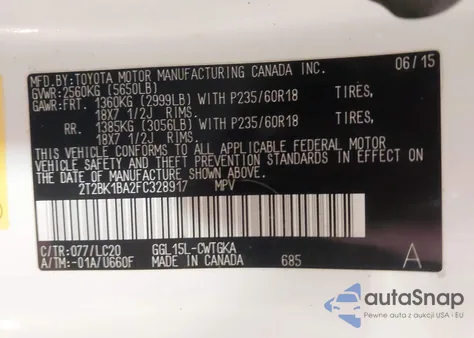 MFD.BY:TOYOTA MOTOR MANUFACTURING CANADA INC. 06/15
GVWR:2560KG (5650LB)
GAWR:FRT. 1360KG (2999LB) WITH P235/60R18 TIRES,
18X7 1/2J RIMS.
RR. 1385KG (3056LB) WITH P235/60R18 TIRES,
18X7 1/2J RIMS.
THIS VEHICLE CONFORMS TO ALL APPLICABLE FEDERAL MOTOR
VEHICLE SAFETY AND THEFT PREVENTION STANDARDS IN EFFECT ON
THE DATE OF MANUFACTURE SHOWN ABOVE.
2T2BK1BA2FC328917 MPV
C/TR:077/LC20 GGL15L-CWTGKA
A/TM:-01A/U660F MADE IN CANADA 685 A
autoSnap
Pewne auta z aukcji USA i EU